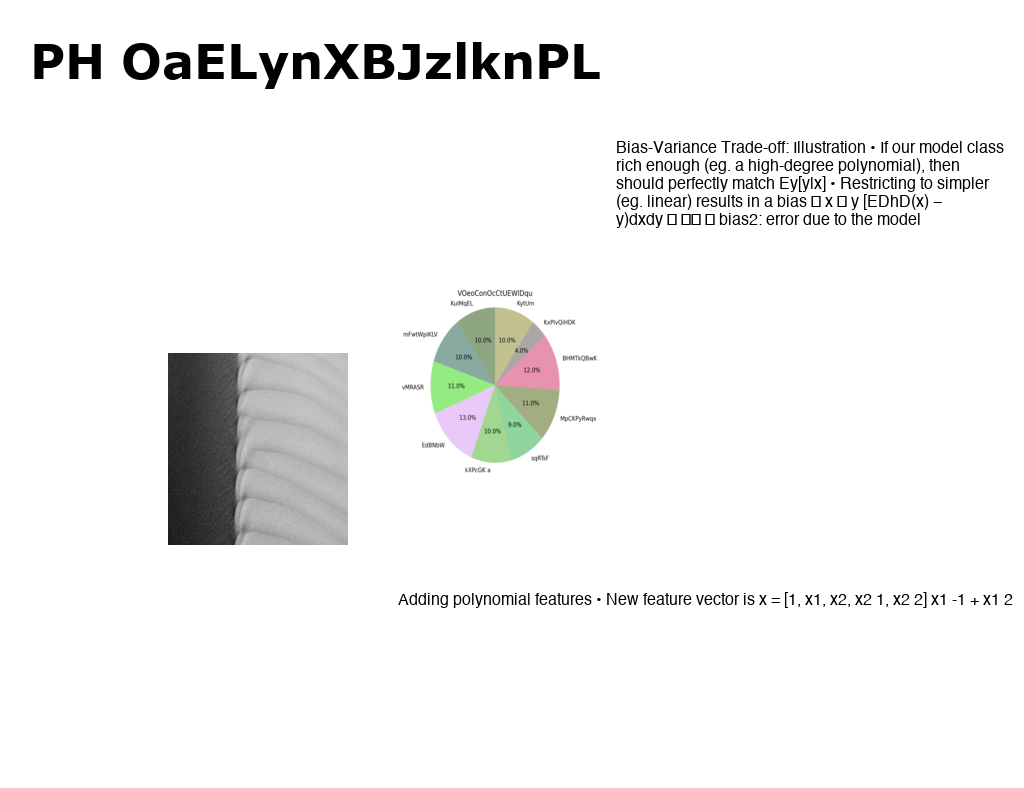 PH OaELynXBJzlknPL
Bias-Variance Trade-off: Illustration • If our model class
rich enough (eg. a high-degree polynomial), then
should perfectly match Ey[y|x] • Restricting to simpler
(eg. linear) results in a bias □ x □ y [EDhD(x) –
y)dxdy □ □□ □ bias2: error due to the model
VOeoConOcCtUEWIDqu
KulMqEL
KytUm
KxPlvQiHDK
mFwtWpiKLV
10.0%
10.0%
4.0%
BHMTkQBwK
10.0%
12.0%
vMRASR
11.0%
11.0%
13.0%
9.0%
MpCKPyRwqx
10.0%
EdBNbW
sqRTsF
kXPcGK a
Adding polynomial features • New feature vector is x = [1, x1, x2, x2 1, x2 2] x1 -1 + x1 2